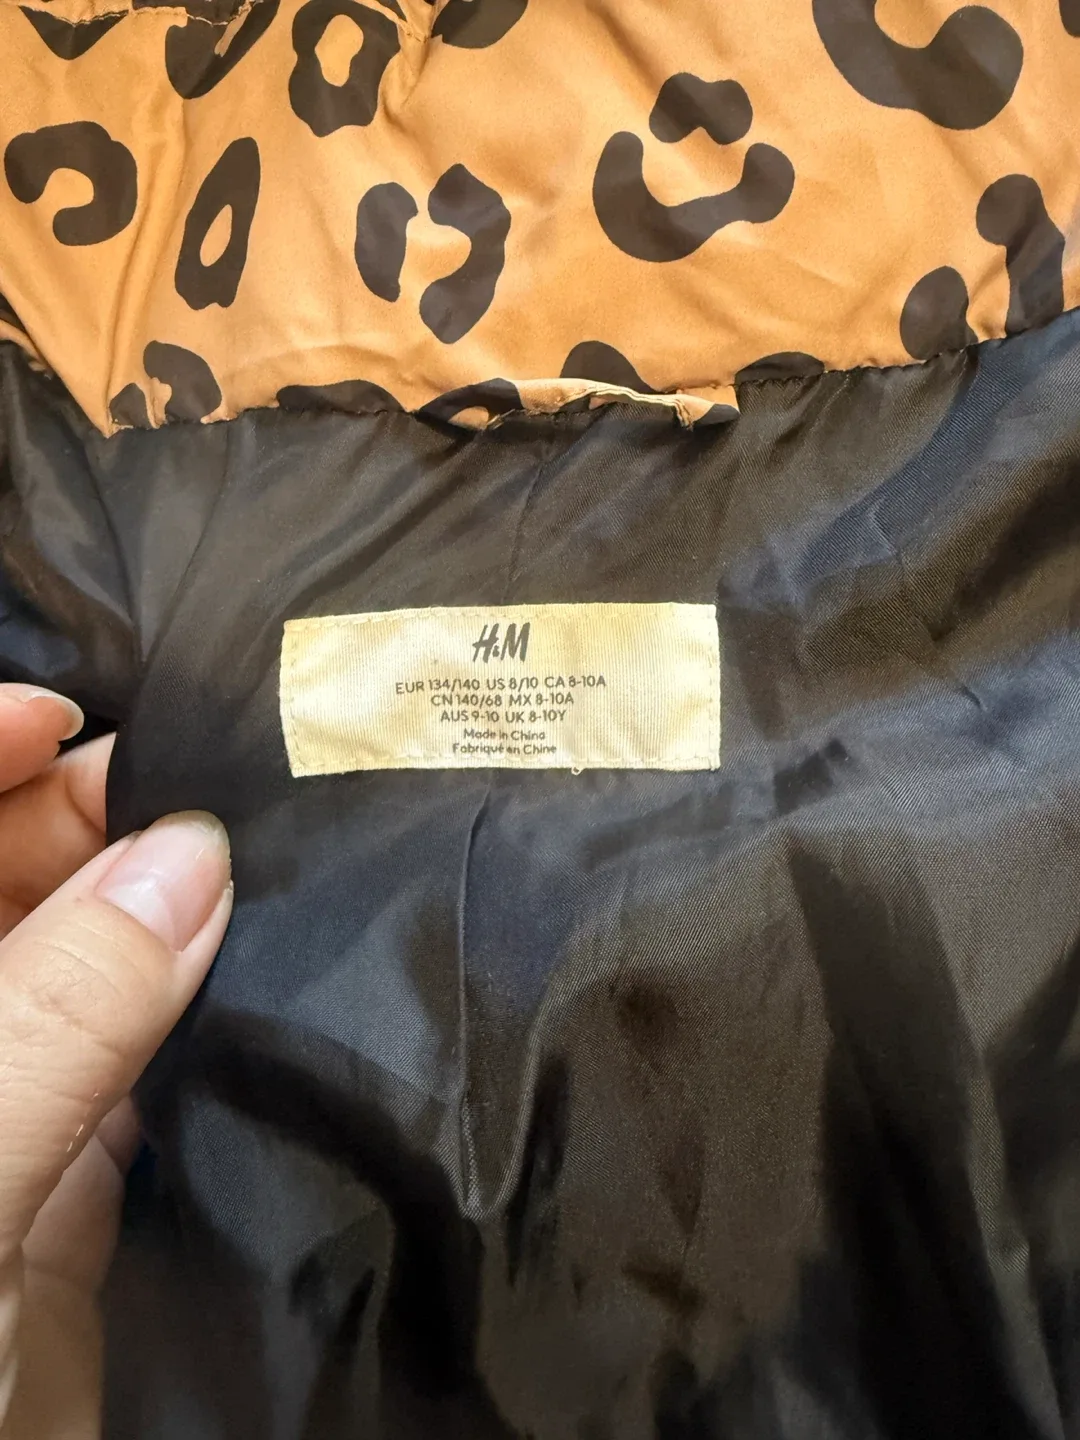 H&M
EUR 134/140 US 8/10 CA 8-10A
CN 140/68 MX 8-10A
AUS 9-10 UK 8-10Y
Made in China
Fabriqué en Chine